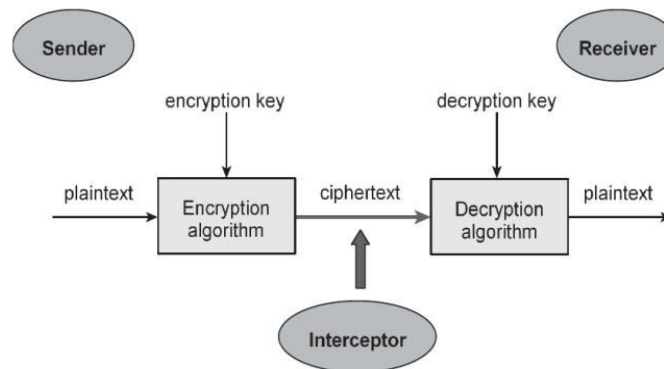 Sender
Receiver
encryption key
decryption key
plaintext
Encryption
algorithm
ciphertext
Decryption
algorithm
plaintext
Interceptor